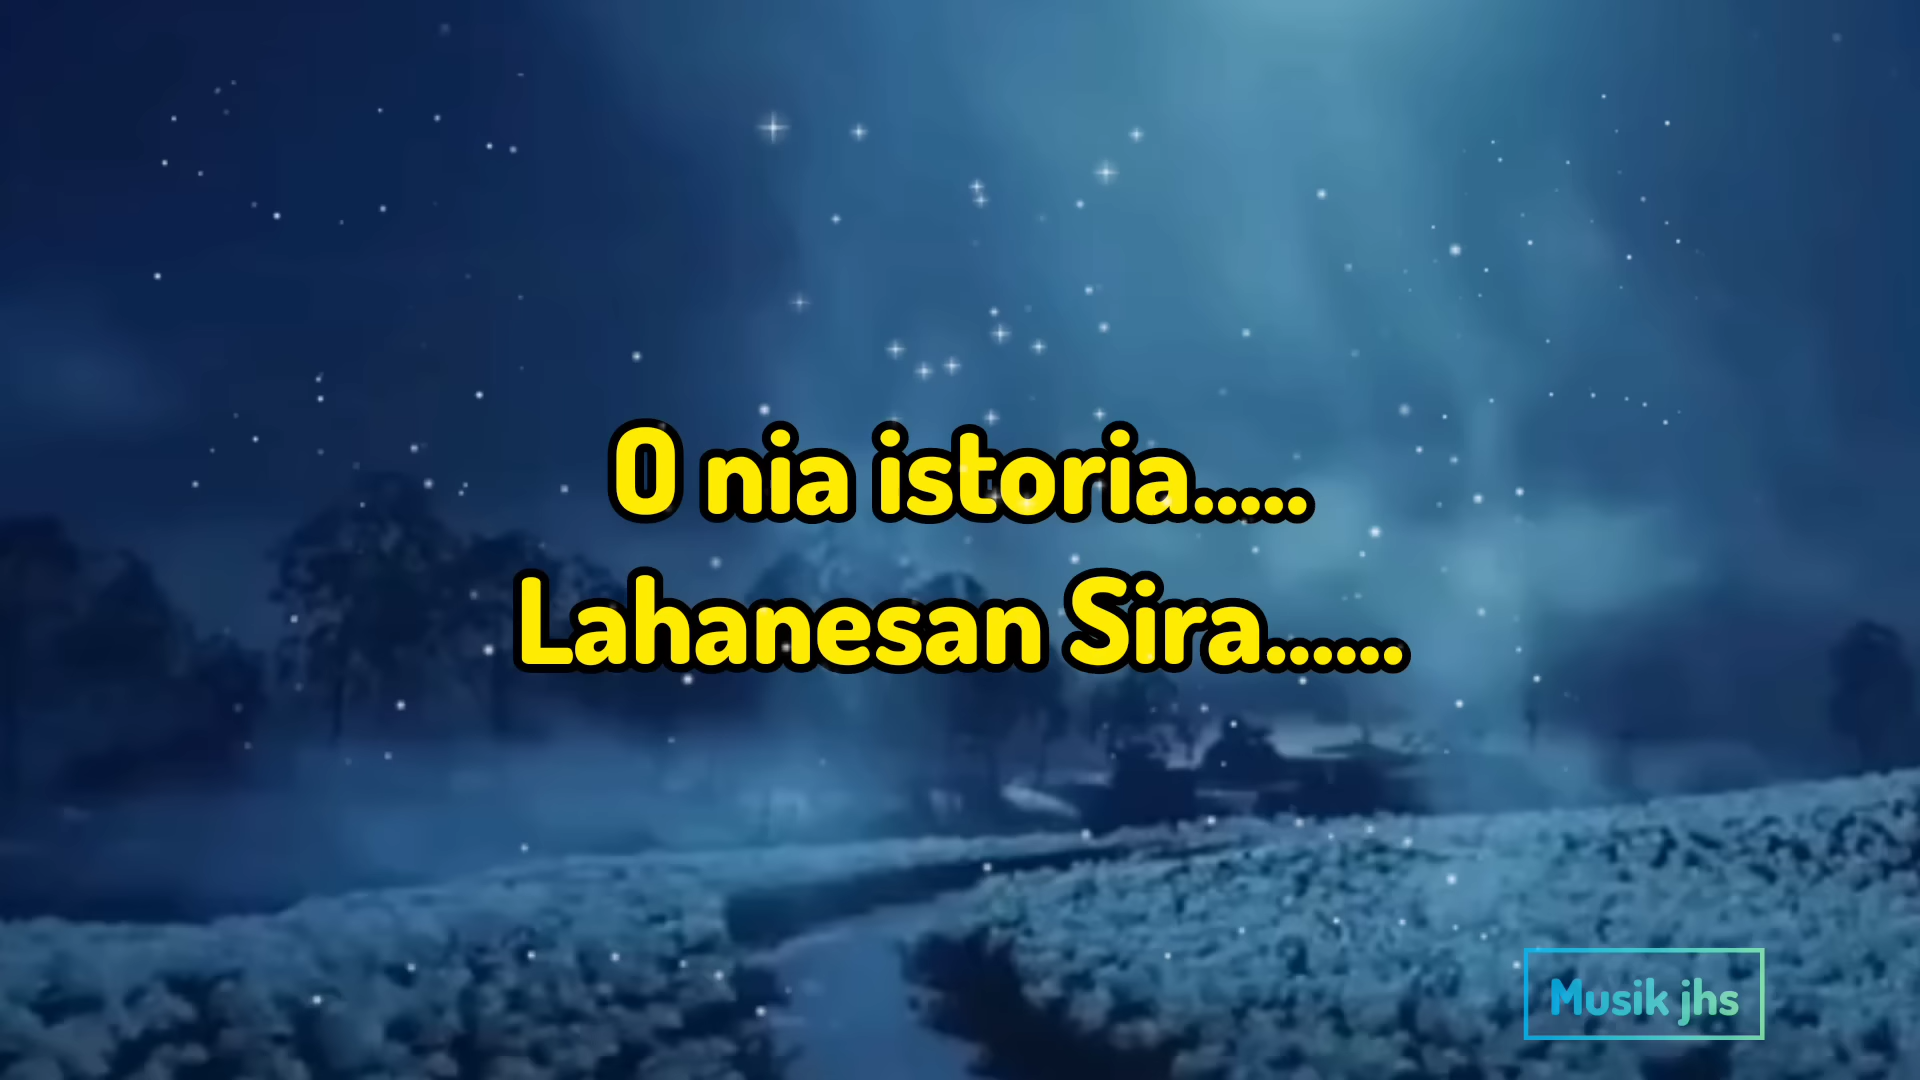 O nia istoria.....
Lahanesan Sira......
Musik jhs